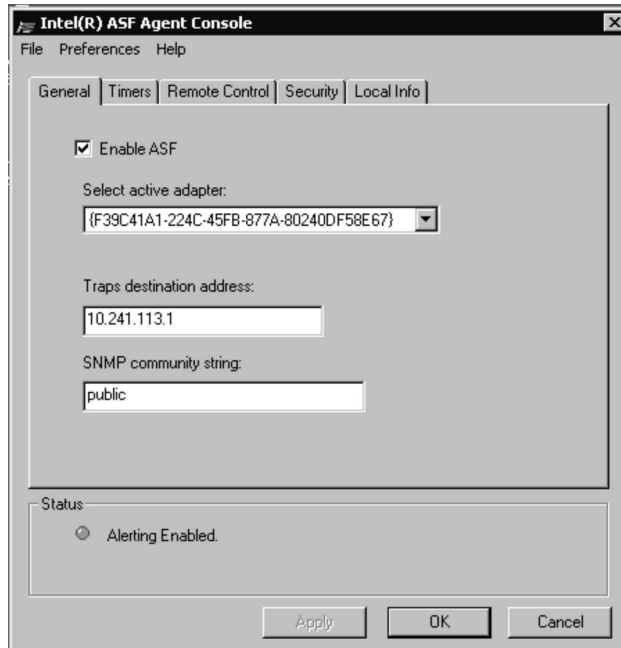 Intel(R) ASF Agent Console
File Preferences Help
General Timers Remote Control Security Local Info
Enable ASF
Select active adapter:
{F39C41A1-224C-45FB-877A-80240DF58E67}
Traps destination address:
10.241.113.1
SNMP community string:
public
Status
Alerting Enabled.
Apply OK Cancel